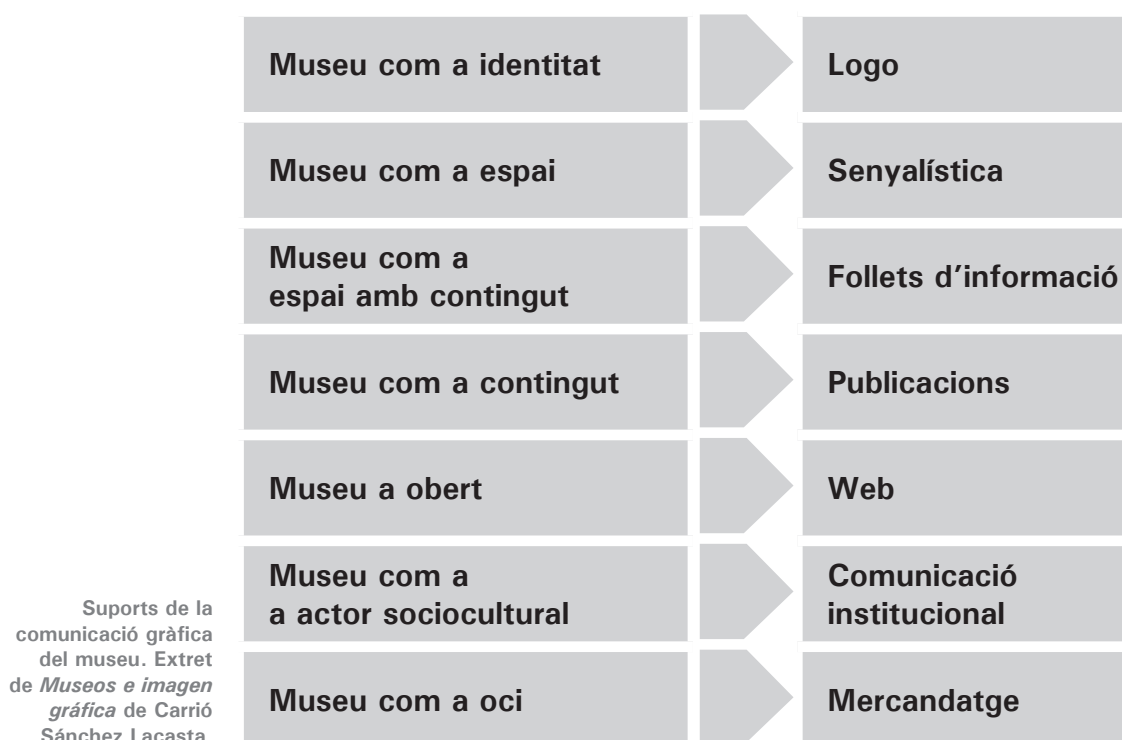 Museu com a identitat
Logo
Museu com a espai
Senyalística
Museu com a
espai amb contingut
Follets d’informació
Museu com a contingut
Publicacions
Museu a obert
Web
Museu com a
a actor sociocultural
Comunicació
institucional
Museu com a oci
Mercandatge
Suports de la
comunicació gràfica
del museu. Extret
de Museos e imagen
gráfica de Carrió
Sánchez Lacasta.